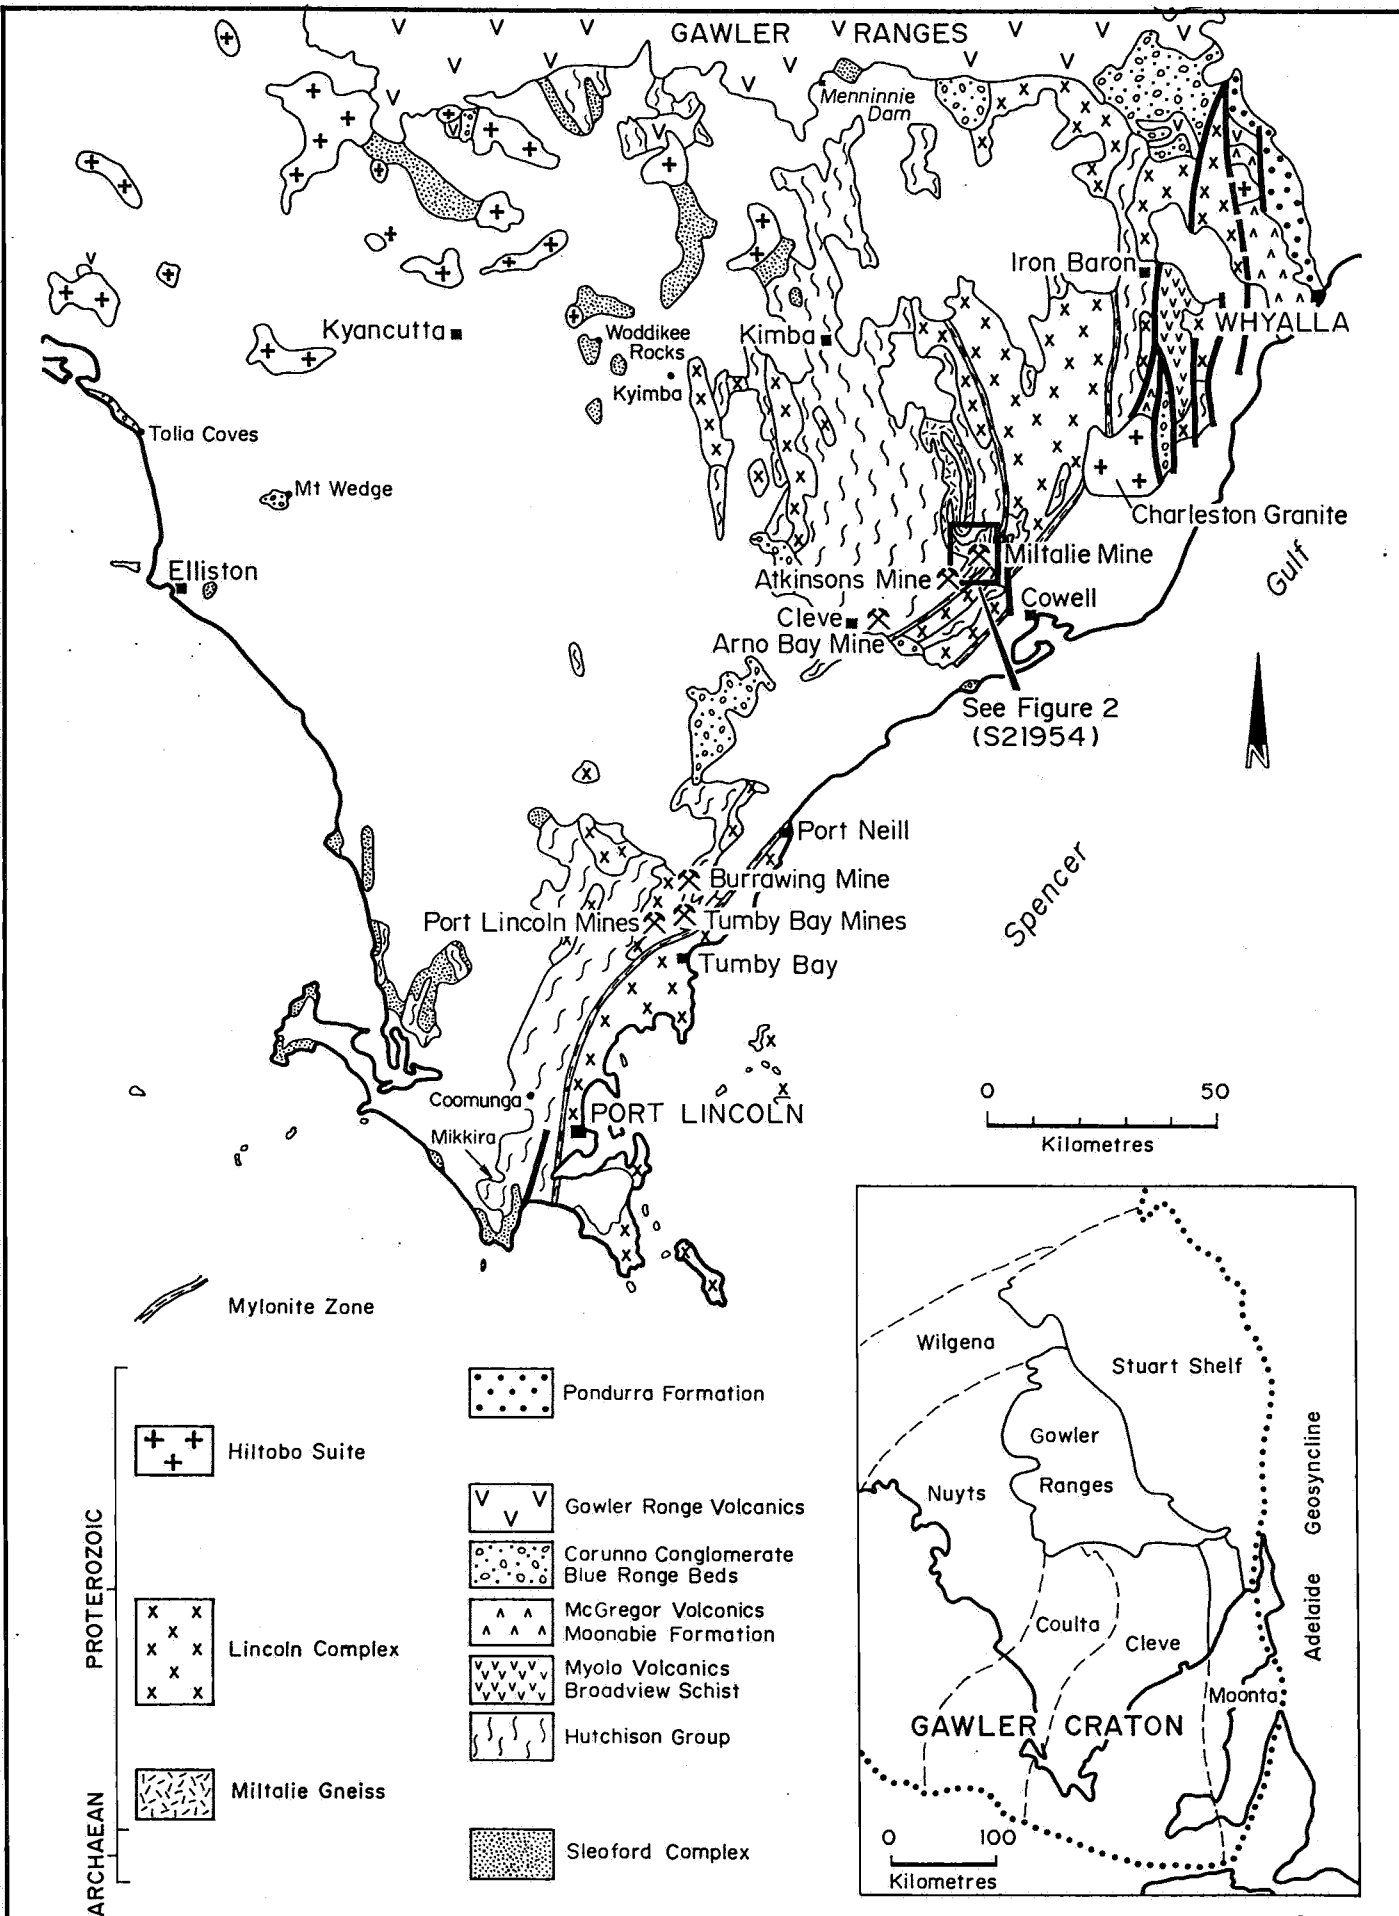 GAWLER RANGES
Menninnie
Dam
Iron Baron
WHYALLA
Kyancutta
Woddikee
Rocks
Kimba
Kyimba
Tolia Coves
Mt Wedge
Charleston Granite
Elliston
Miltalie Mine
Atkinsons Mine
Cowell
Cleve
Arno Bay Mine
Gulf
See Figure 2
(S21954)
N
Port Neill
Spencer
Burrawing Mine
Port Lincoln Mines
Tumby Bay Mines
Tumby Bay
Coomunga
PORT LINCOLN
Mikkira
0 50
Kilometres
Mylonite Zone
PROTEROZOIC
ARCHAEAN
Hiltobo Suite
Lincoln Complex
Miltalie Gneiss
Pondurra Formation
Gowler Ronge Volcanics
Corunno Conglomerate
Blue Ronge Beds
McGregor Volconics
Moonabie Formation
Myolo Volcanics
Broadview Schist
Hutchison Group
Sleoford Complex
Wilgena
Stuart Shelf
Gowler
Ranges
Nuyts
Adelaide Geosyncline
Coulta
Cleve
Moonta
GAWLER CRATON
0 100
Kilometres